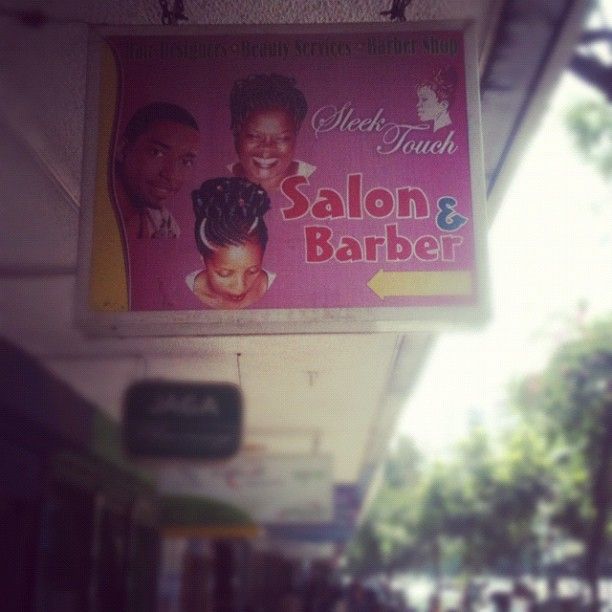 Hair Designers • Beauty Services • Barber Shop
Sleek
Touch
Salon &
Barber